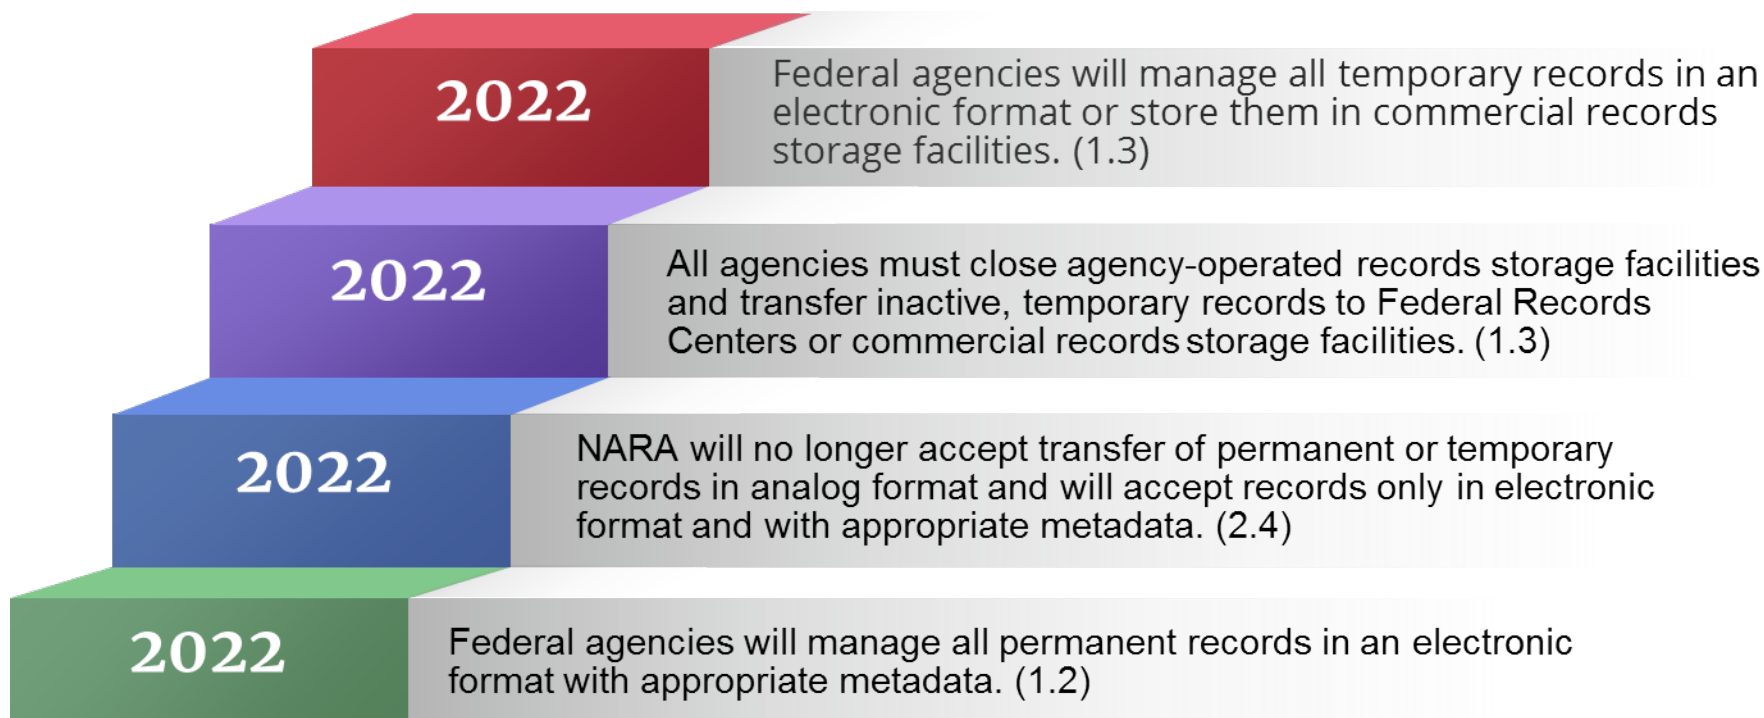 2022
Federal agencies will manage all temporary records in an
electronic format or store them in commercial records
storage facilities. (1.3)
2022
All agencies must close agency-operated records storage facilities
and transfer inactive, temporary records to Federal Records
Centers or commercial records storage facilities. (1.3)
2022
NARA will no longer accept transfer of permanent or temporary
records in analog format and will accept records only in electronic
format and with appropriate metadata. (2.4)
2022
Federal agencies will manage all permanent records in an electronic
format with appropriate metadata. (1.2)